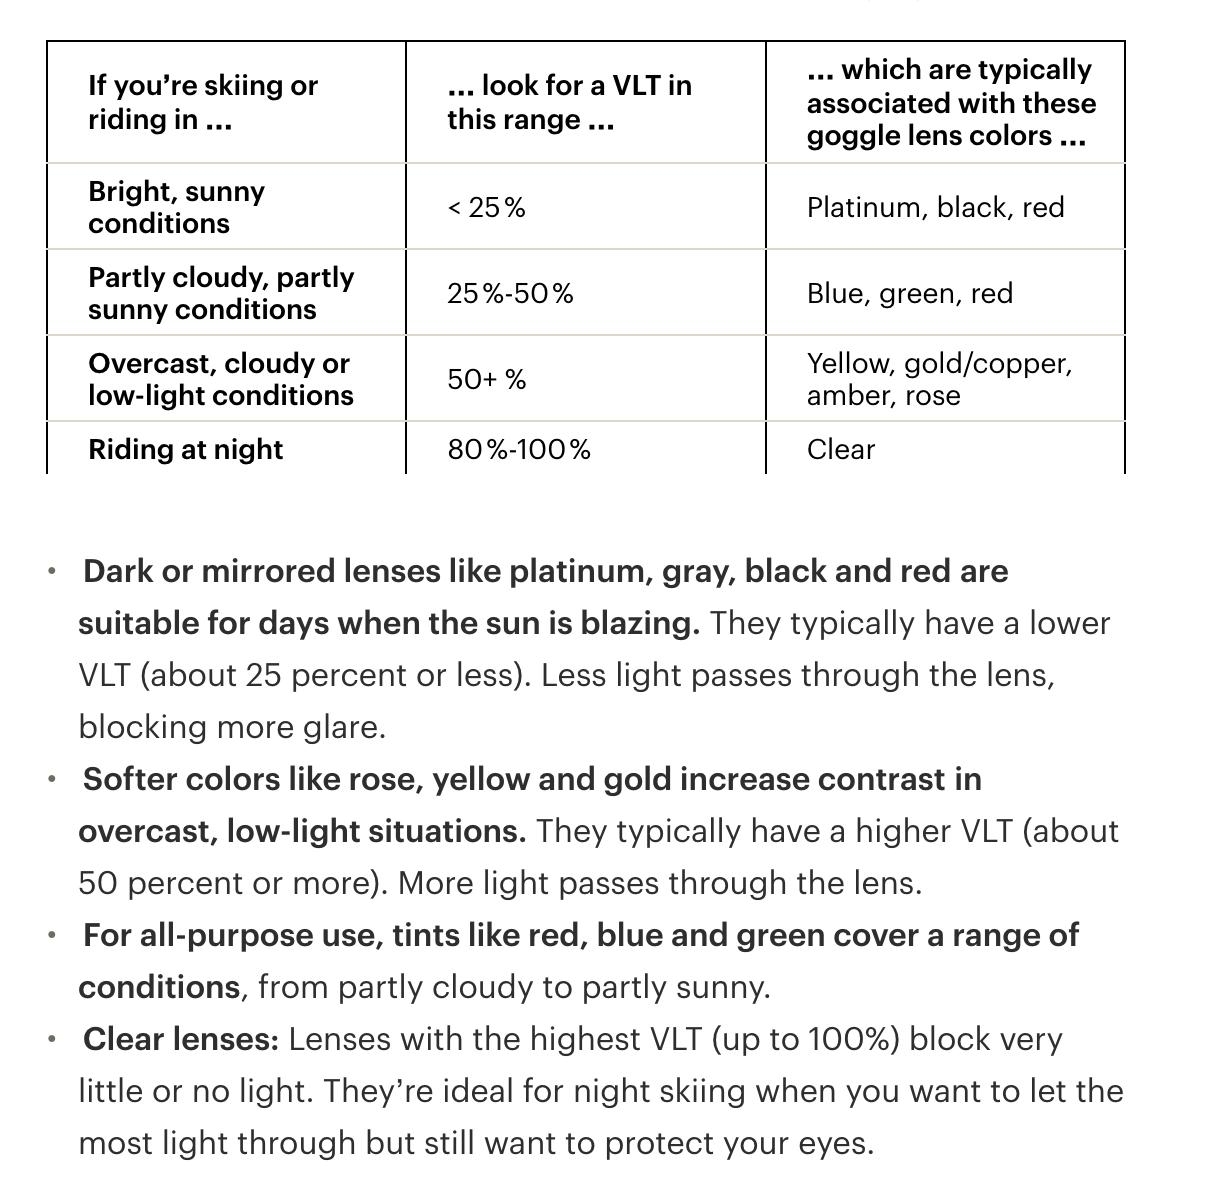 If you’re skiing or
riding in ...
... look for a VLT in
this range ...
... which are typically
associated with these
goggle lens colors ...
Bright, sunny
conditions
< 25%
Platinum, black, red
Partly cloudy, partly
sunny conditions
25%-50%
Blue, green, red
Overcast, cloudy or
low-light conditions
50+ %
Yellow, gold/copper,
amber, rose
Riding at night
80%-100%
Clear
• Dark or mirrored lenses like platinum, gray, black and red are
suitable for days when the sun is blazing. They typically have a lower
VLT (about 25 percent or less). Less light passes through the lens,
blocking more glare.
• Softer colors like rose, yellow and gold increase contrast in
overcast, low-light situations. They typically have a higher VLT (about
50 percent or more). More light passes through the lens.
• For all-purpose use, tints like red, blue and green cover a range of
conditions, from partly cloudy to partly sunny.
• Clear lenses: Lenses with the highest VLT (up to 100%) block very
little or no light. They’re ideal for night skiing when you want to let the
most light through but still want to protect your eyes.